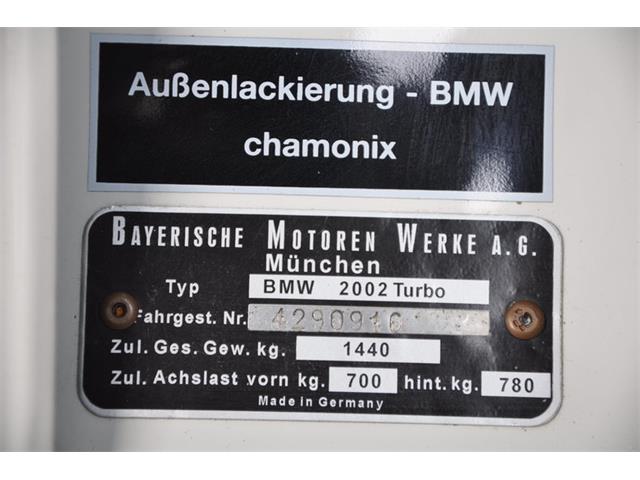 Außenlackierung - BMW
chamonix
BAYERISCHE MOTOREN WERKE A.G.
München
Typ BMW 2002 Turbo
Fahrgest. Nr. 4290916
Zul. Ges. Gew. kg. 1440
Zul. Achslast vorn kg. 700 hint. kg. 780
Made in Germany